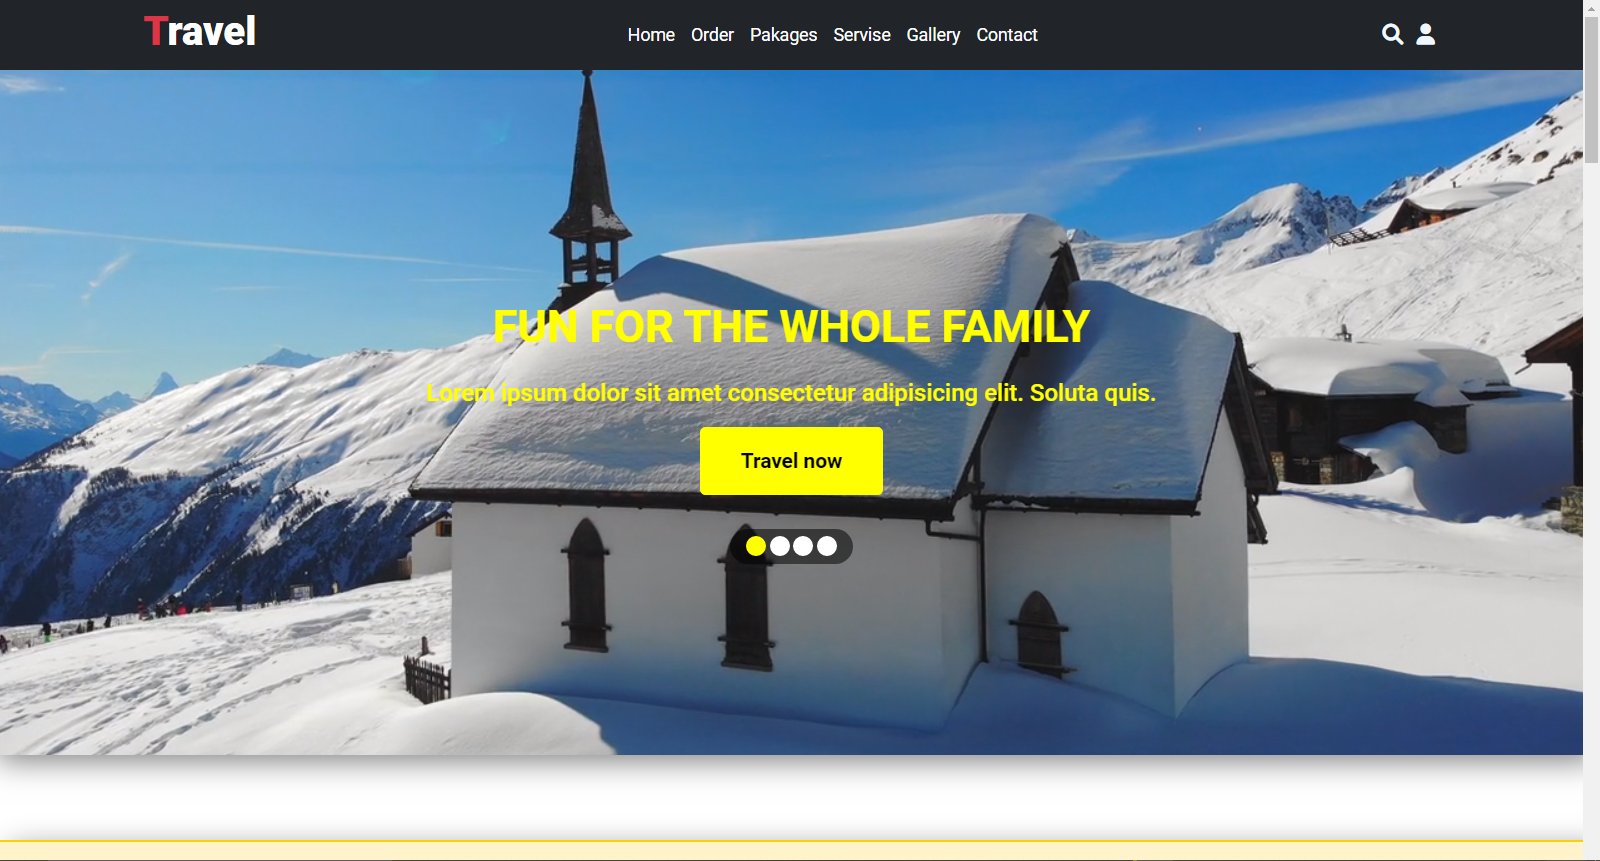 Travel
Home Order Pakages Servise Gallery Contact
FUN FOR THE WHOLE FAMILY
Lorem ipsum dolor sit amet consectetur adipisicing elit. Soluta quis.
Travel now